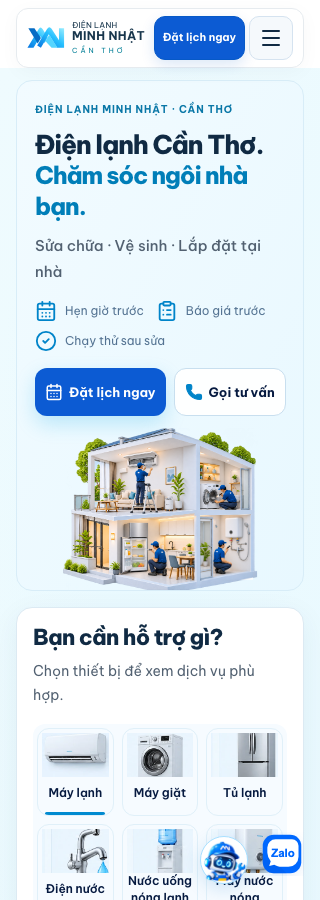 ĐIỆN LẠNH
MINH NHẬT
CẦN THƠ
Đặt lịch ngay
ĐIỆN LẠNH MINH NHẬT · CẦN THƠ
Điện lạnh Cần Thơ.
Chăm sóc ngôi nhà
bạn.
Sửa chữa · Vệ sinh · Lắp đặt tại
nhà
Hẹn giờ trước
Báo giá trước
Chạy thử sau sửa
Đặt lịch ngay
Gọi tư vấn
Bạn cần hỗ trợ gì?
Chọn thiết bị để xem dịch vụ phù
hợp.
Máy lạnh
Máy giặt
Tủ lạnh
Điện nước
Nước uống
nóng lạnh
Máy nước
nóng
Zalo